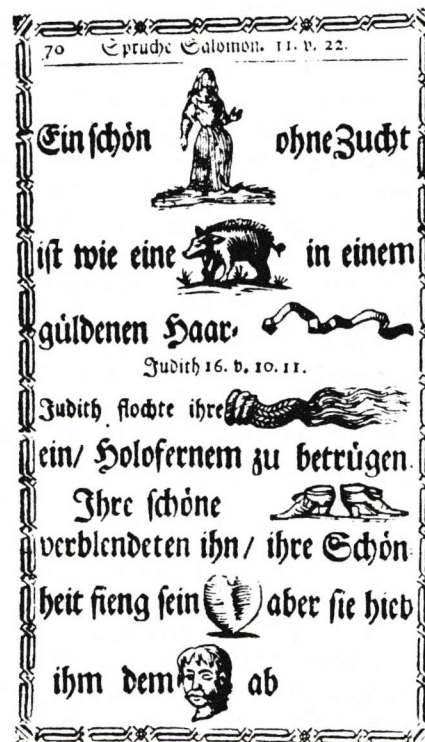 70 Spruche Salomon. 11. v. 22.
Ein schön ohne Zucht
ist wie eine in einem
güldenen Haar⸗
Judith 16. v. 10. 11.
Judith flochte ihre
ein/ Holofernem zu betrügen.
Ihre schöne
verblendeten ihn/ ihre Schön⸗
heit fieng sein aber sie hieb
ihm dem ab